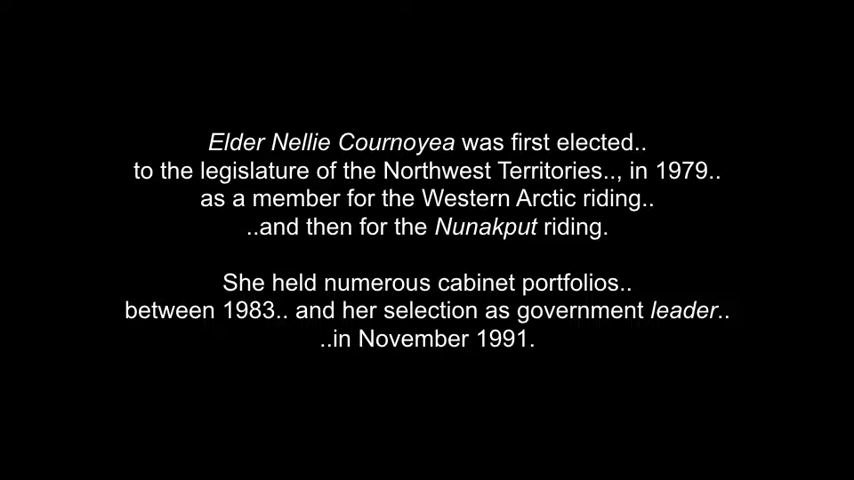 Elder Nellie Cournoyea was first elected..
to the legislature of the Northwest Territories.., in 1979..
as a member for the Western Arctic riding..
..and then for the Nunakput riding.
She held numerous cabinet portfolios..
between 1983.. and her selection as government leader..
..in November 1991.